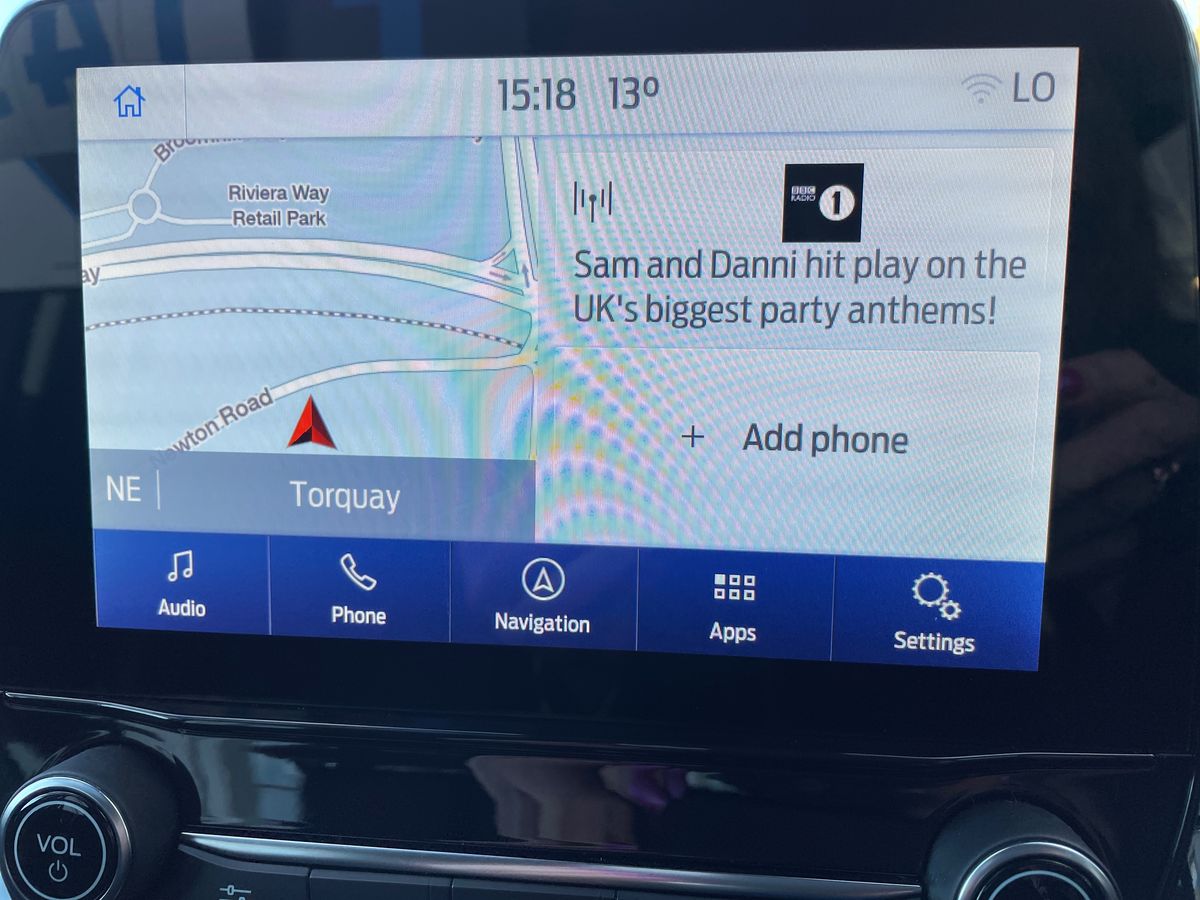 15:18 13º LO
Riviera Way
Retail Park
ay
BBC
RADIO 1
Sam and Danni hit play on the
UK's biggest party anthems!
Road
+ Add phone
NE Torquay
Audio
Phone
Navigation
Apps
Settings
VOL